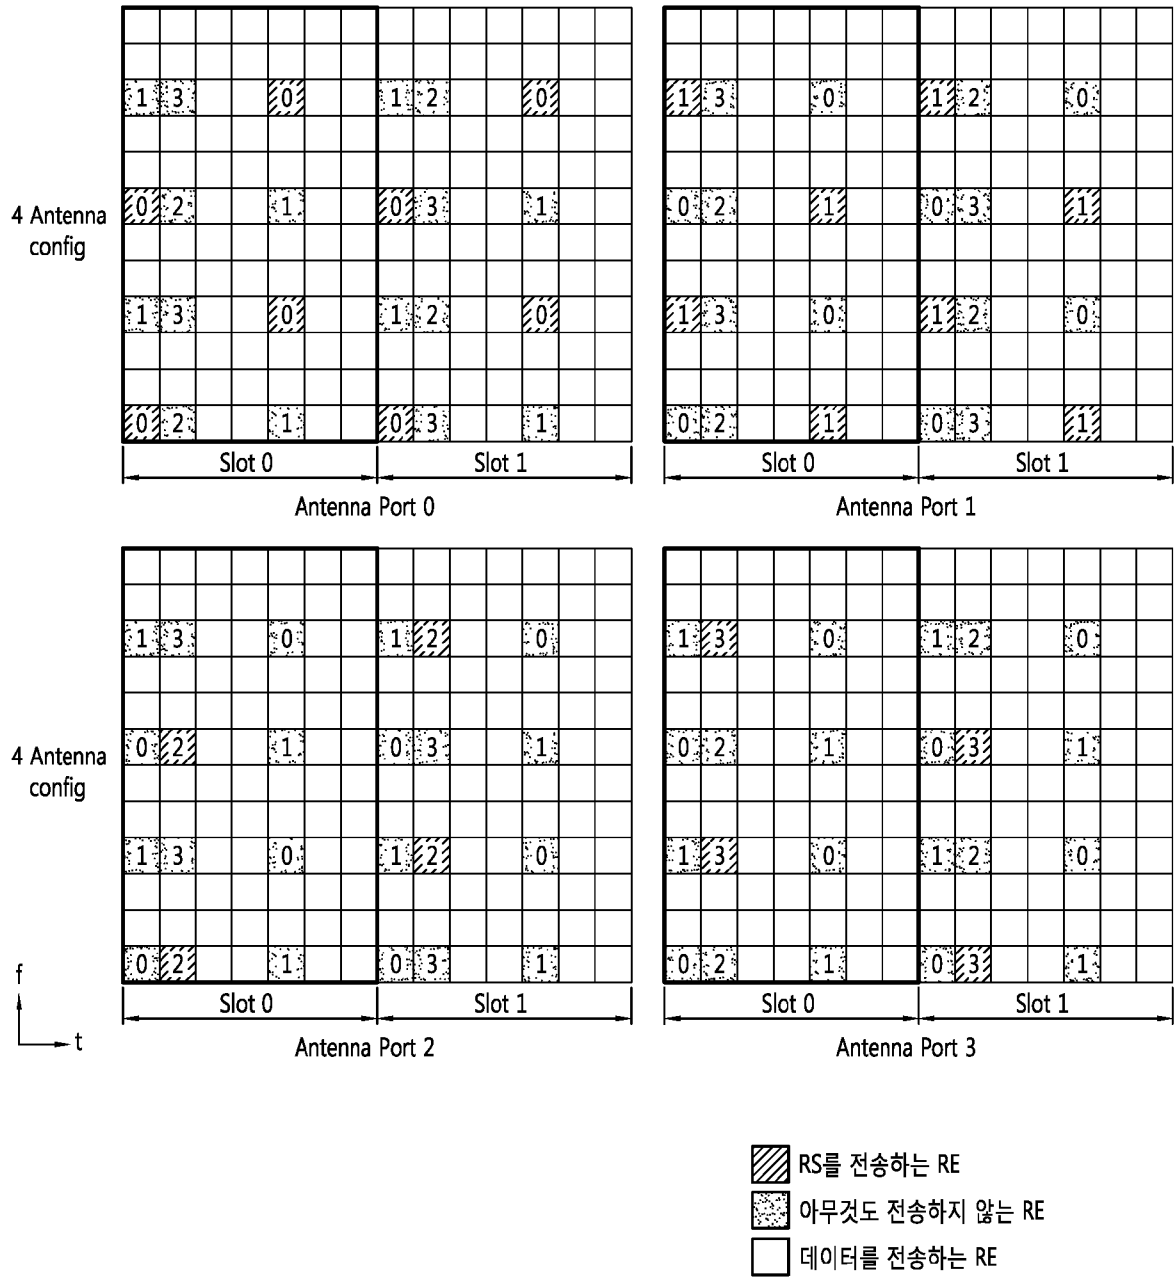 1 3 0 1 2 0 1 3 0 1 2 0
4 Antenna
config
0 2 1 0 3 1 0 2 1 0 3 1
1 3 0 1 2 0 1 3 0 1 2 0
0 2 1 0 3 1 0 2 1 0 3 1
Slot 0 Slot 1 Slot 0 Slot 1
Antenna Port 0 Antenna Port 1
1 3 0 1 2 0 1 3 0 1 2 0
4 Antenna
config
0 2 1 0 3 1 0 2 1 0 3 1
1 3 0 1 2 0 1 3 0 1 2 0
0 2 1 0 3 1 0 2 1 0 3 1
f
t
Slot 0 Slot 1 Slot 0 Slot 1
Antenna Port 2 Antenna Port 3
RS를 전송하는 RE
아무것도 전송하지 않는 RE
데이터를 전송하는 RE